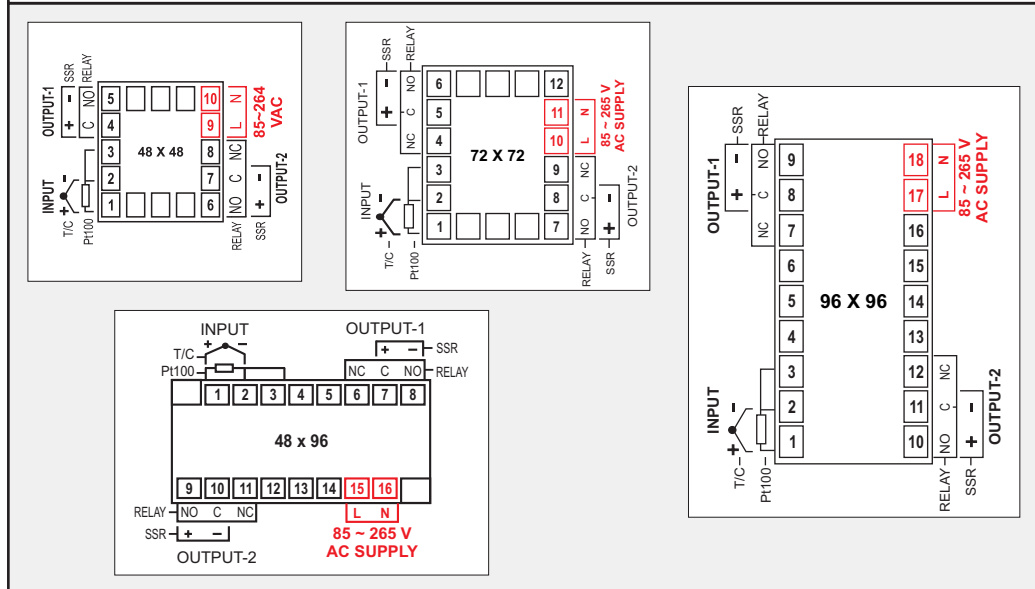 OUTPUT-1
SSR
RELAY
- NO 5 10 N
+ C 4 9 L
85~264
VAC
3 48 X 48 8 NC
INPUT
- 2 7 C -
+ 1 6 NO +
T/C
Pt100
RELAY
SSR
OUTPUT-2
OUTPUT-1
SSR
RELAY
- NO 6 12
+ C 5 11 N
NC 4 10 L
85 ~ 265 V
AC SUPPLY
72 X 72
3 9 NC
INPUT
- 2 8 C -
+ 1 7 NO +
T/C
Pt100
RELAY
SSR
OUTPUT-2
OUTPUT-1
SSR
RELAY
- NO 9 18 N
+ C 8 17 L
NC 7 16
85 ~ 265 V
AC SUPPLY
6 15
5 96 X 96 14
4 13
3 12 NC
INPUT
- 2 11 C -
+ 1 10 NO +
T/C
Pt100
RELAY
SSR
OUTPUT-2
INPUT OUTPUT-1
+ - + - SSR
T/C
Pt100 NC C NO RELAY
1 2 3 4 5 6 7 8
48 x 96
9 10 11 12 13 14 15 16
RELAY NO C NC L N
SSR + - 85 ~ 265 V
AC SUPPLY
OUTPUT-2